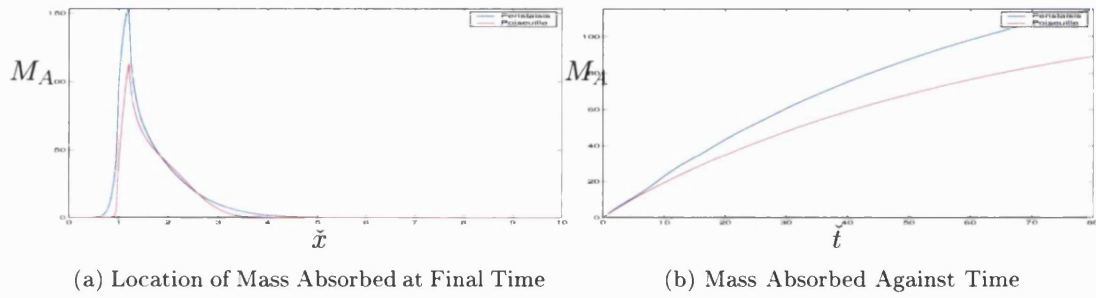 150
100
50
0
M_A
0 1 2 3 4 5 6 7 8 9 10
x̌
Peristalsis
Poiseuille
(a) Location of Mass Absorbed at Final Time
100
80
60
40
20
0
M_A
0 10 20 30 40 50 60 70 80
ť
Peristalsis
Poiseuille
(b) Mass Absorbed Against Time